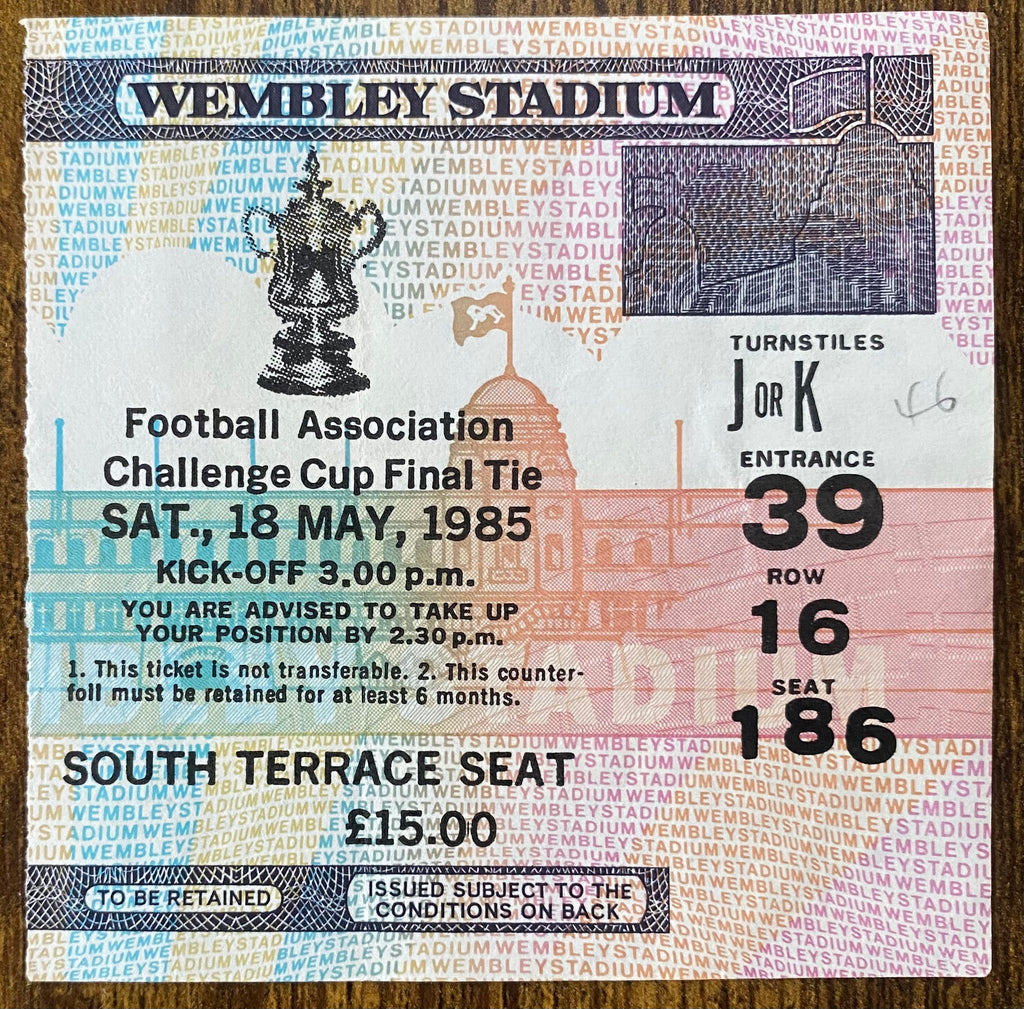 WEMBLEY STADIUM
Football Association
Challenge Cup Final Tie
SAT., 18 MAY, 1985
KICK-OFF 3.00 p.m.
YOU ARE ADVISED TO TAKE UP
YOUR POSITION BY 2.30 p.m.
1. This ticket is not transferable. 2. This counter-
foil must be retained for at least 6 months.
SOUTH TERRACE SEAT
£15.00
TO BE RETAINED
ISSUED SUBJECT TO THE
CONDITIONS ON BACK
TURNSTILES
J OR K
ENTRANCE
39
ROW
16
SEAT
186